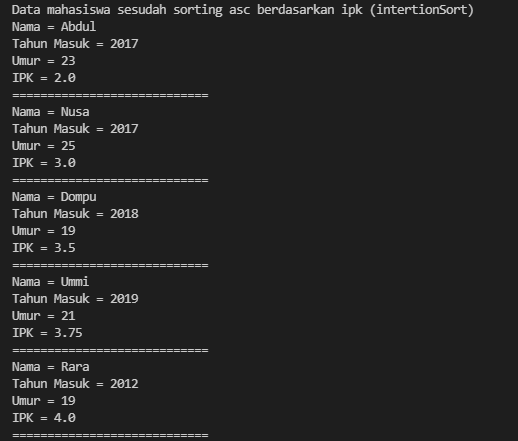 Data mahasiswa sesudah sorting asc berdasarkan ipk (intertionSort)
Nama = Abdul
Tahun Masuk = 2017
Umur = 23
IPK = 2.0
============================
Nama = Nusa
Tahun Masuk = 2017
Umur = 25
IPK = 3.0
============================
Nama = Dompu
Tahun Masuk = 2018
Umur = 19
IPK = 3.5
============================
Nama = Ummi
Tahun Masuk = 2019
Umur = 21
IPK = 3.75
============================
Nama = Rara
Tahun Masuk = 2012
Umur = 19
IPK = 4.0
============================